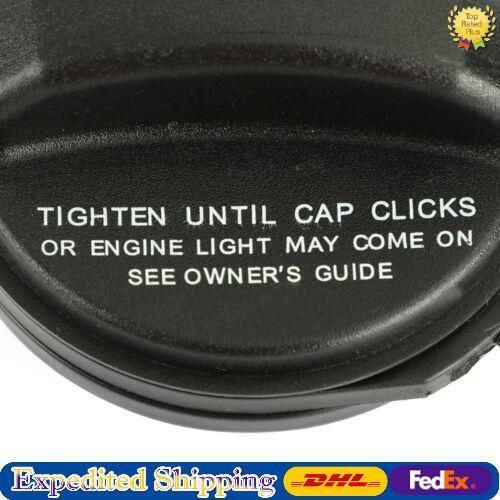 Top
Rated
Plus
TIGHTEN UNTIL CAP CLICKS
OR ENGINE LIGHT MAY COME ON
SEE OWNER'S GUIDE
Expedited Shipping DHL FedEx.